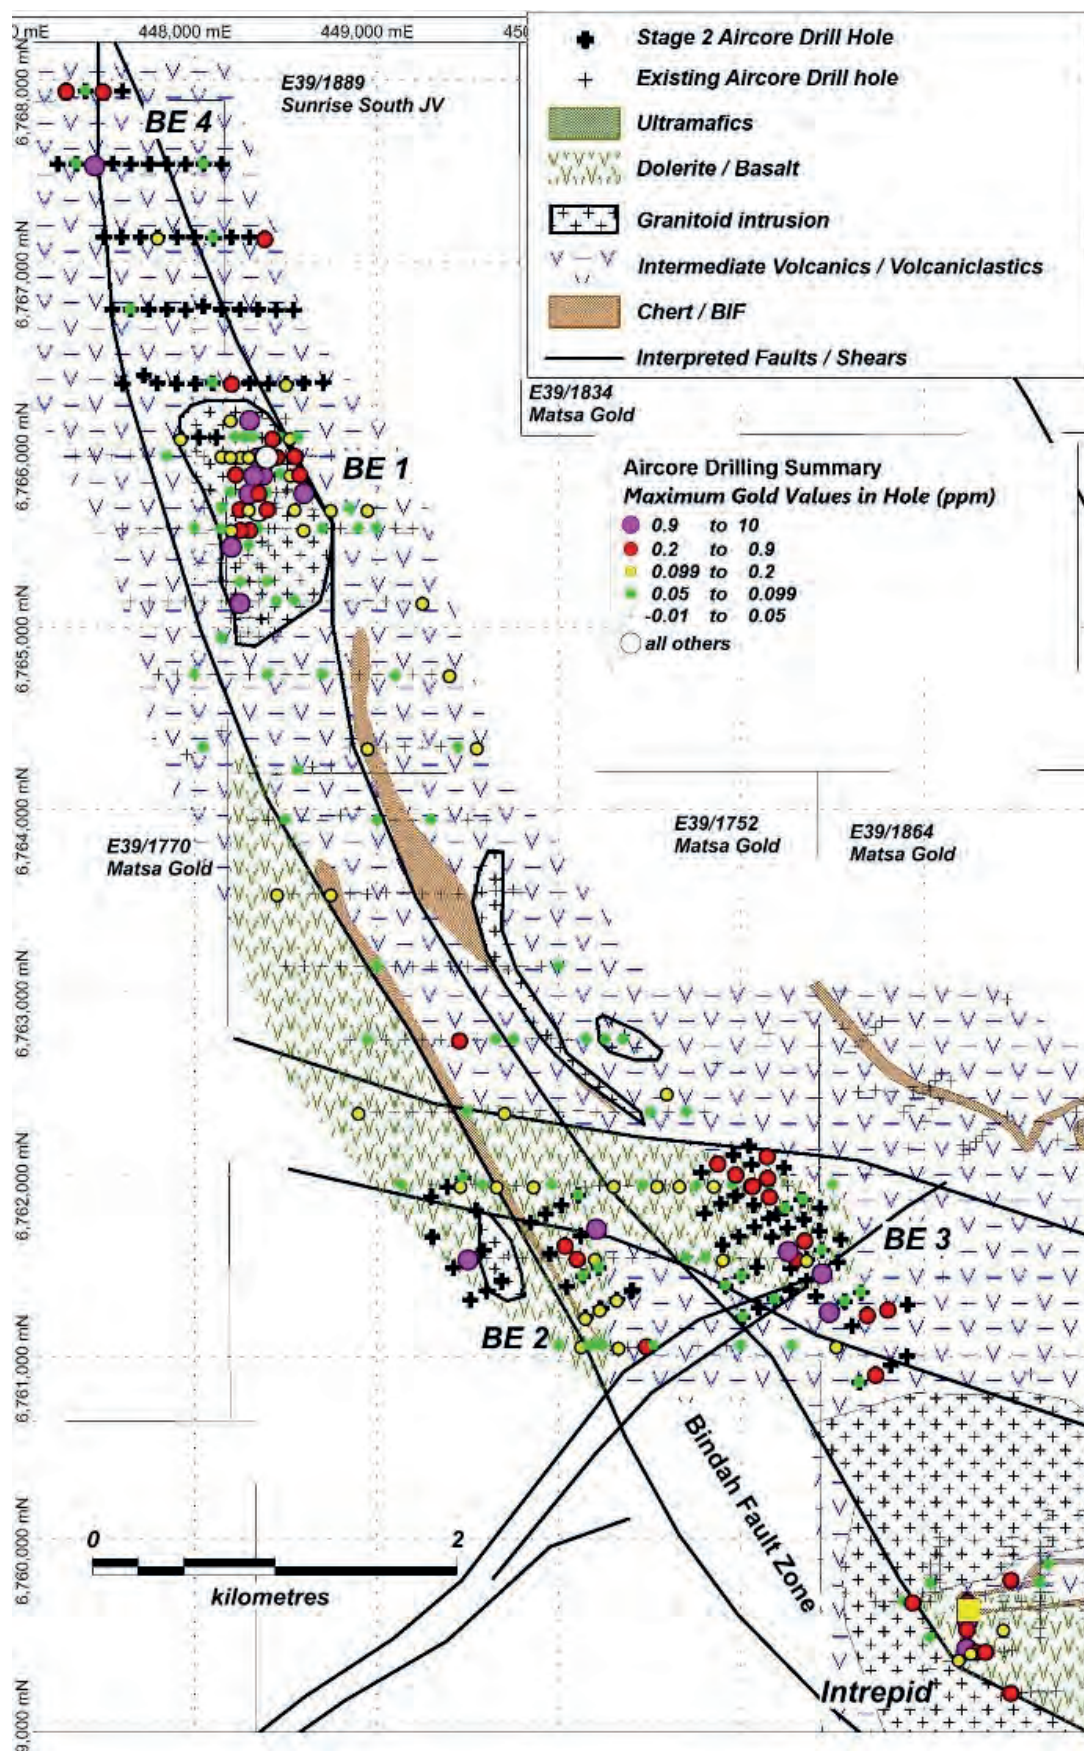 0 mE
448,000 mE
449,000 mE
450
Stage 2 Aircore Drill Hole
Existing Aircore Drill hole
Ultramafics
Dolerite / Basalt
Granitoid intrusion
Intermediate Volcanics / Volcaniclastics
Chert / BIF
Interpreted Faults / Shears
E39/1889
Sunrise South JV
BE 4
6,768,000 mN
6,767,000 mN
6,766,000 mN
6,765,000 mN
6,764,000 mN
6,763,000 mN
6,762,000 mN
6,761,000 mN
6,760,000 mN
9,000 mN
E39/1834
Matsa Gold
BE 1
Aircore Drilling Summary
Maximum Gold Values in Hole (ppm)
0.9 to 10
0.2 to 0.9
0.099 to 0.2
0.05 to 0.099
-0.01 to 0.05
all others
E39/1770
Matsa Gold
E39/1752
Matsa Gold
E39/1864
Matsa Gold
BE 3
BE 2
Bindah Fault Zone
0
2
kilometres
Intrepid